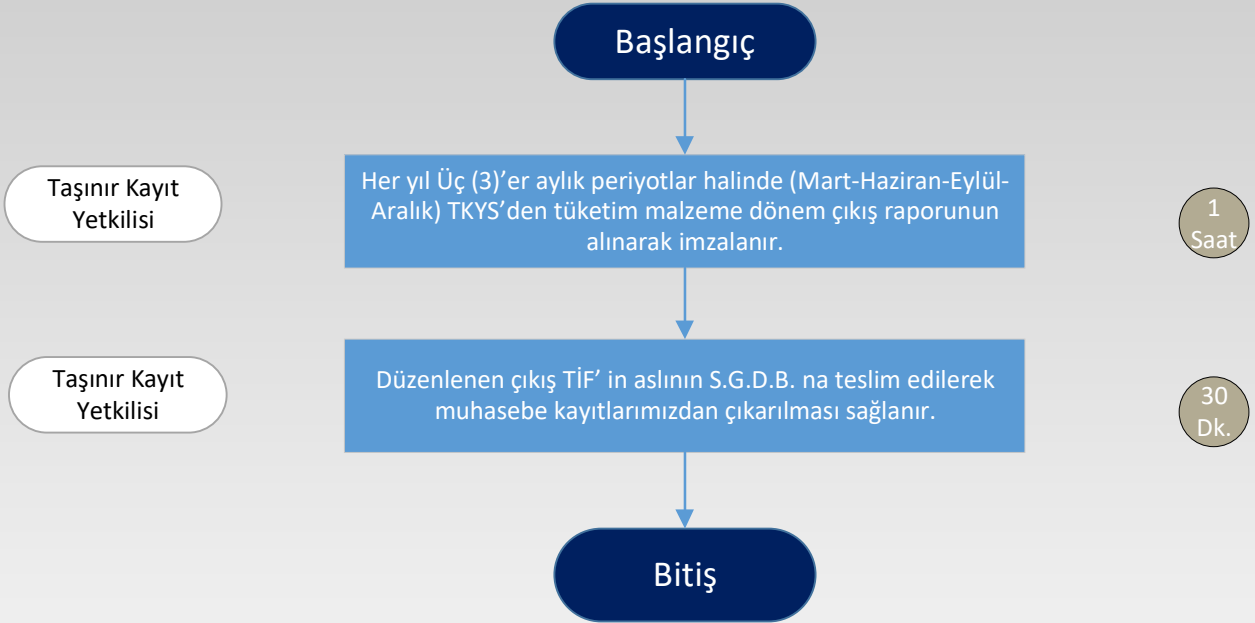 Başlangıç
Taşınır Kayıt
Yetkilisi
Her yıl Üç (3)’er aylık periyotlar halinde (Mart-Haziran-Eylül-
Aralık) TKYS’den tüketim malzeme dönem çıkış raporunun
alınarak imzalanır.
1
Saat
Taşınır Kayıt
Yetkilisi
Düzenlenen çıkış TİF’ in aslının S.G.D.B. na teslim edilerek
muhasebe kayıtlarımızdan çıkarılması sağlanır.
30
Dk.
Bitiş